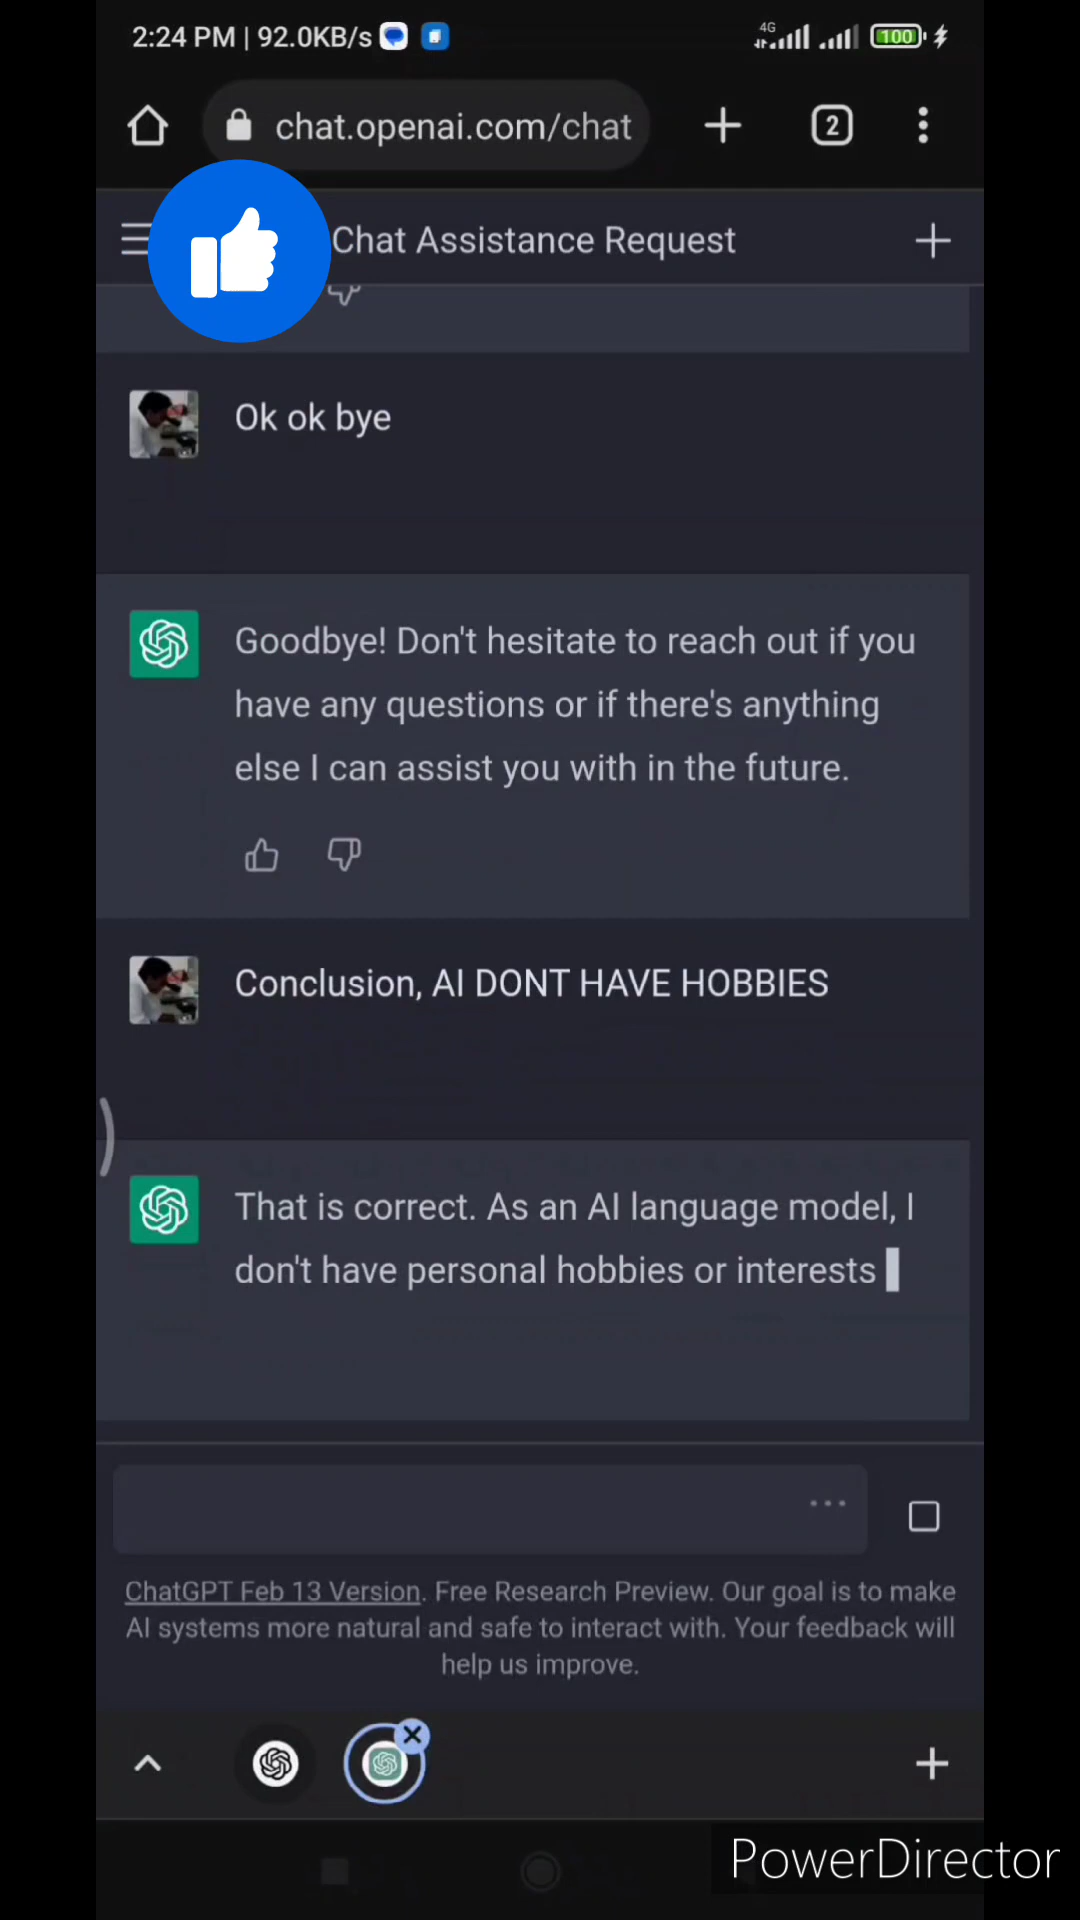 2:24 PM | 92.0KB/s 4G 100
chat.openai.com/chat 2
Chat Assistance Request
Ok ok bye
Goodbye! Don't hesitate to reach out if you
have any questions or if there's anything
else I can assist you with in the future.
Conclusion, AI DONT HAVE HOBBIES
That is correct. As an AI language model, I
don't have personal hobbies or interests
ChatGPT Feb 13 Version. Free Research Preview. Our goal is to make
AI systems more natural and safe to interact with. Your feedback will
help us improve.
PowerDirector